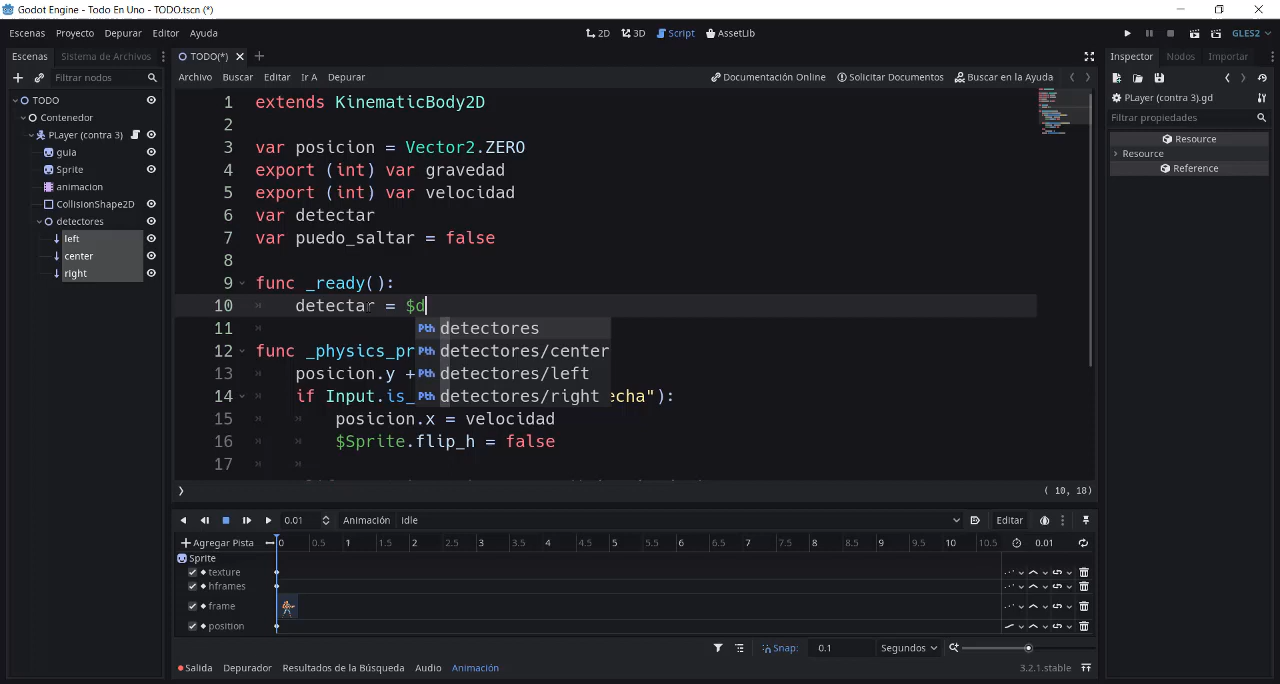 Godot Engine - Todo En Uno - TODO.tscn (*)
Escenas Proyecto Depurar Editor Ayuda
2D 3D Script AssetLib
GLES2
Escenas Sistema de Archivos
Filtrar nodos
TODO
Contenedor
PLayer (contra 3)
guia
Sprite
animacion
CollisionShape2D
detectores
left
center
right
TODO(*)
Archivo Buscar Editar Ir A Depurar
Documentación Online Solicitar Documentos Buscar en la Ayuda
1 extends KinematicBody2D
2
3 var posicion = Vector2.ZERO
4 export (int) var gravedad
5 export (int) var velocidad
6 var detectar
7 var puedo_saltar = false
8
9 func _ready():
10 detectar = $d
11
detectores
detectores/center
detectores/left
detectores/right
12 func _physics_pr
13 posicion.y +
14 if Input.is_ echa"):
15 posicion.x = velocidad
16 $Sprite.flip_h = false
17
( 10, 18)
0.01 Animación Idle Editar
Agregar Pista 0 0.5 1 1.5 2 2.5 3 3.5 4 4.5 5 5.5 6 6.5 7 7.5 8 8.5 9 9.5 10 10.5 0.01
Sprite
texture
hframes
frame
position
Snap: 0.1 Segundos
Salida Depurador Resultados de la Búsqueda Audio Animación
3.2.1.stable
Inspector Nodos Importar
PLayer (contra 3).gd
Filtrar propiedades
Resource
Resource
Reference